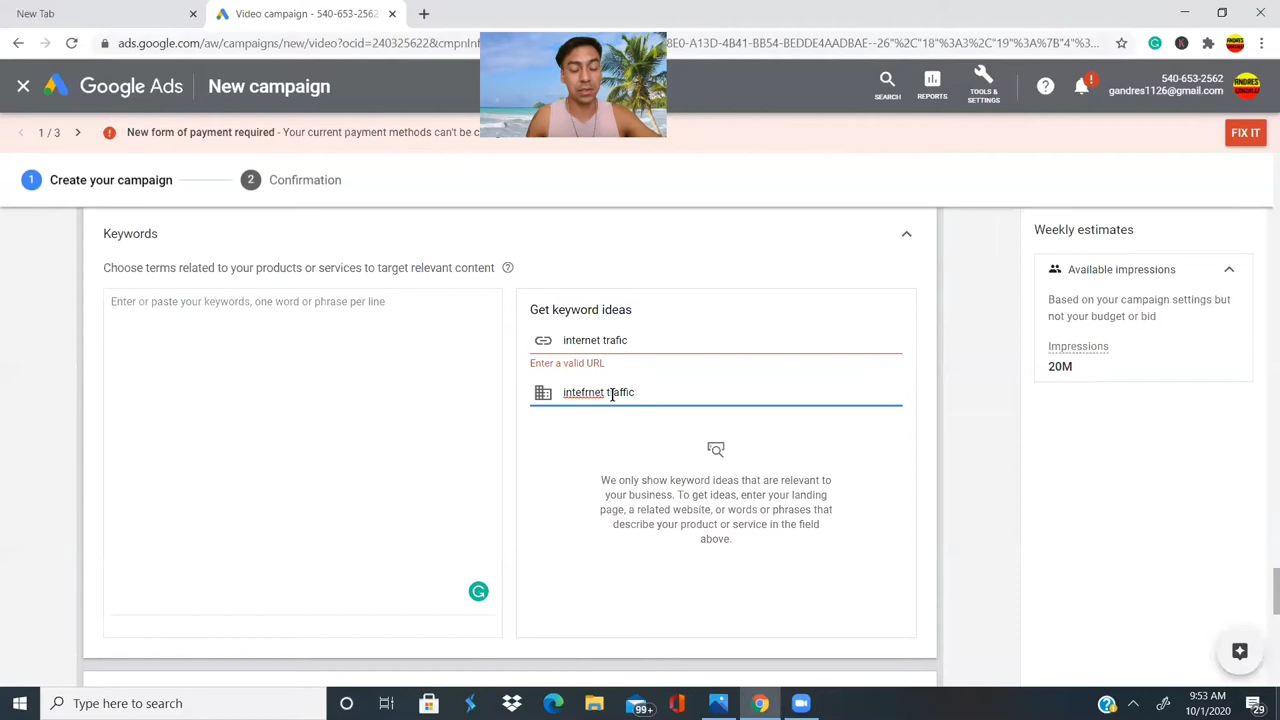 New Tab
Video campaign - 540-653-2562
ads.google.com/aw/campaigns/new/video?ocid=240325622&cmpnInf
8E0-A13D-4B41-BB54-BEDDE4AADBAE--26"%2C"18"%3A3%2C"19"%3A%7B"4"%3...
Google Ads
New campaign
SEARCH
REPORTS
TOOLS & SETTINGS
540-653-2562
gandres1126@gmail.com
1 / 3
New form of payment required - Your current payment methods can't be c
FIX IT
1 Create your campaign
2 Confirmation
Keywords
Choose terms related to your products or services to target relevant content
Enter or paste your keywords, one word or phrase per line
Get keyword ideas
internet trafic
Enter a valid URL
intefrnet traffic
We only show keyword ideas that are relevant to
your business. To get ideas, enter your landing
page, a related website, or words or phrases that
describe your product or service in the field
above.
Weekly estimates
Available impressions
Based on your campaign settings but
not your budget or bid
Impressions
20M
Type here to search
99+
9:53 AM
10/1/2020
29